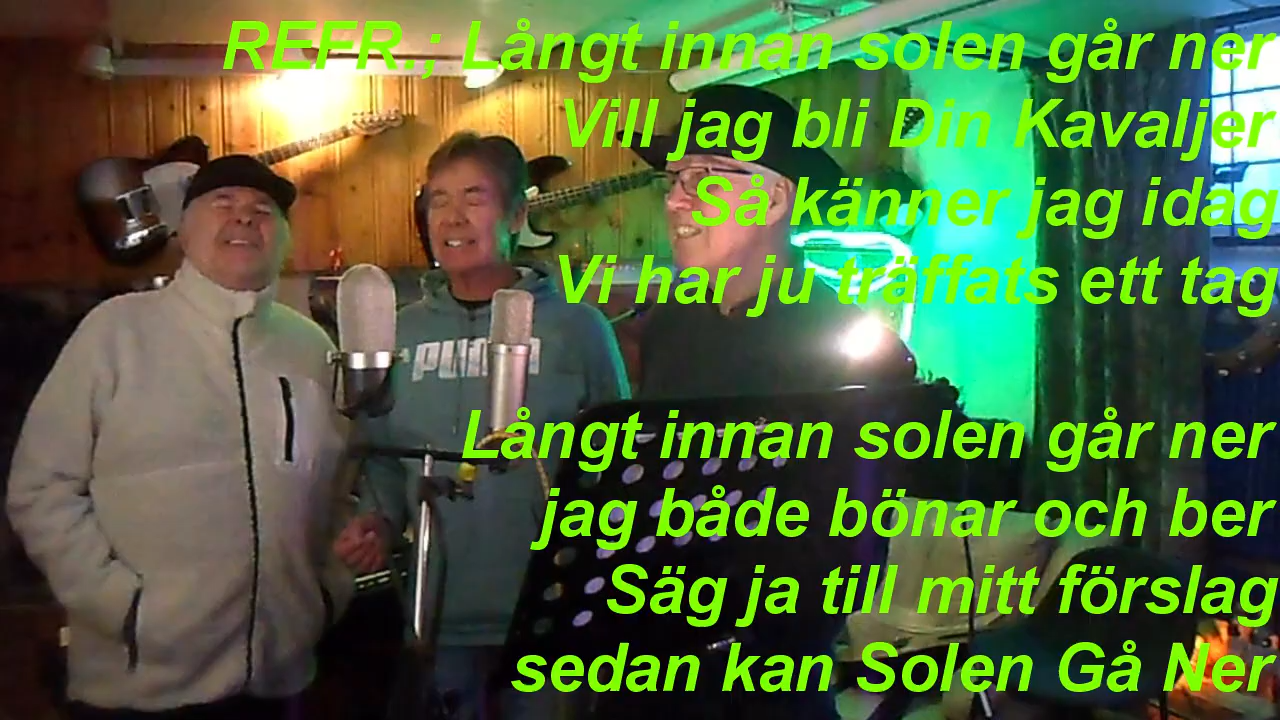 REFR.; Långt innan solen går ner
Vill jag bli Din Kavaljer
Så känner jag idag
Vi har ju träffats ett tag
PUMA
Långt innan solen går ner
jag både bönar och ber
Säg ja till mitt förslag
sedan kan Solen Gå Ner